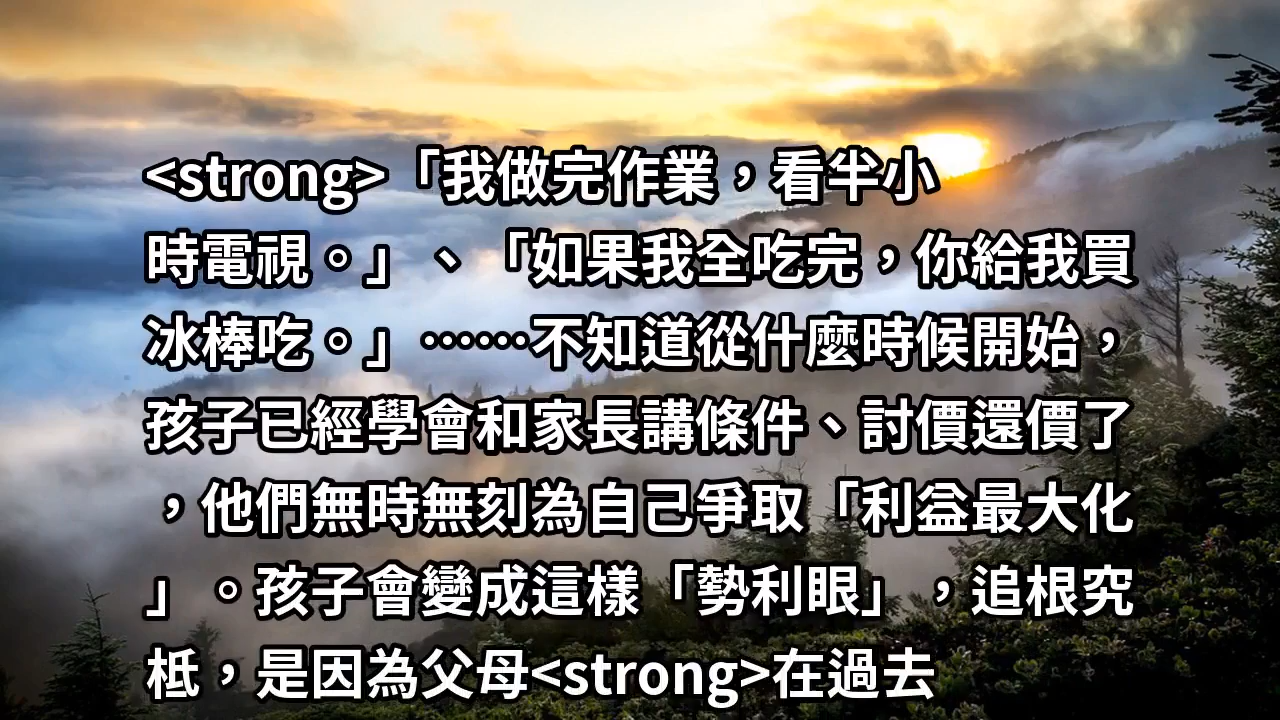 <strong>「我做完作業，看半小
時電視。」、「如果我全吃完，你給我買
冰棒吃。」……不知道從什麼時候開始，
孩子已經學會和家長講條件、討價還價了
，他們無時無刻為自己爭取「利益最大化
」。孩子會變成這樣「勢利眼」，追根究
柢，是因為父母<strong>在過去